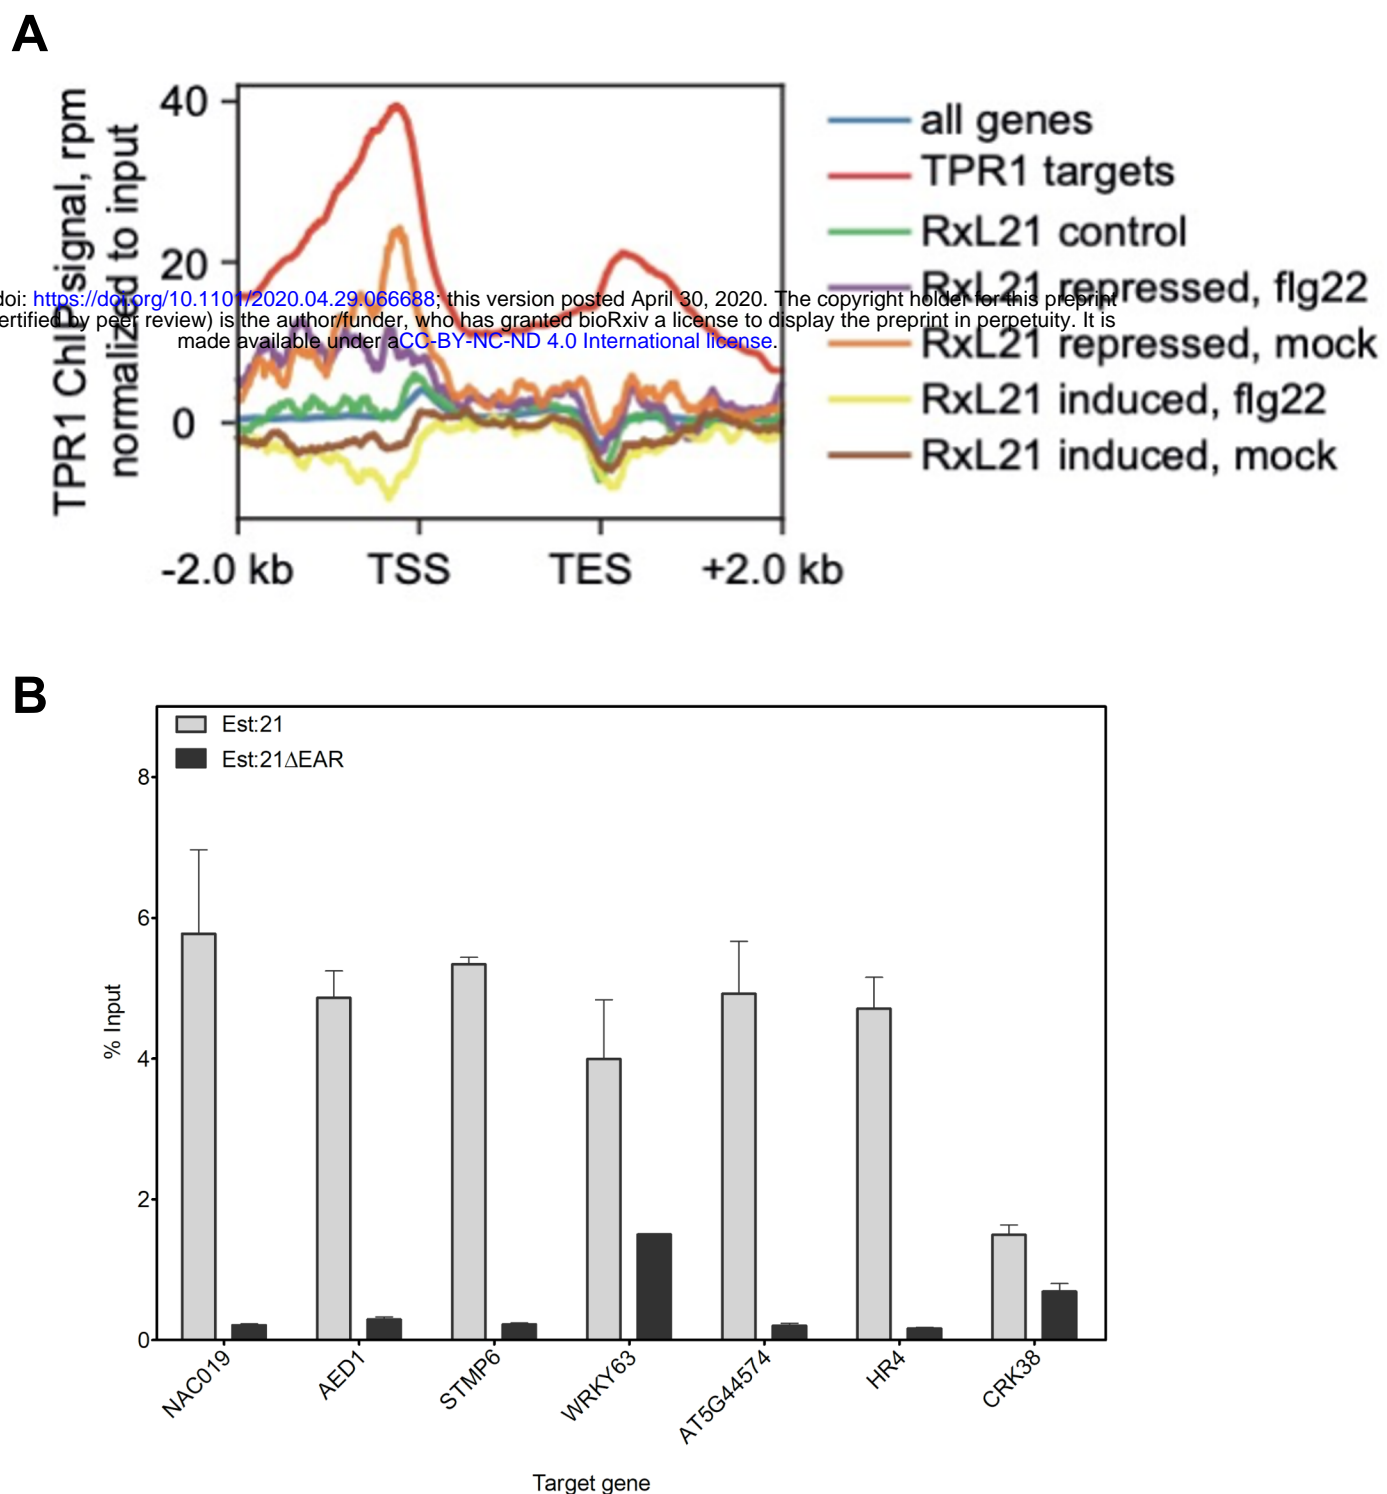 A
TPR1 ChIP signal, rpm
normalized to input
40
20
0
-2.0 kb
TSS
TES
+2.0 kb
all genes
TPR1 targets
RxL21 control
RxL21 repressed, flg22
RxL21 repressed, mock
RxL21 induced, flg22
RxL21 induced, mock
doi: https://doi.org/10.1101/2020.04.29.066688; this version posted April 30, 2020. The copyright holder for this preprint
ertified by peer review) is the author/funder, who has granted bioRxiv a license to display the preprint in perpetuity. It is
made available under aCC-BY-NC-ND 4.0 International license.
B
Est:21
Est:21ΔEAR
% Input
8
6
4
2
0
NAC019
AED1
STMP6
WRKY63
AT5G44574
HR4
CRK38
Target gene